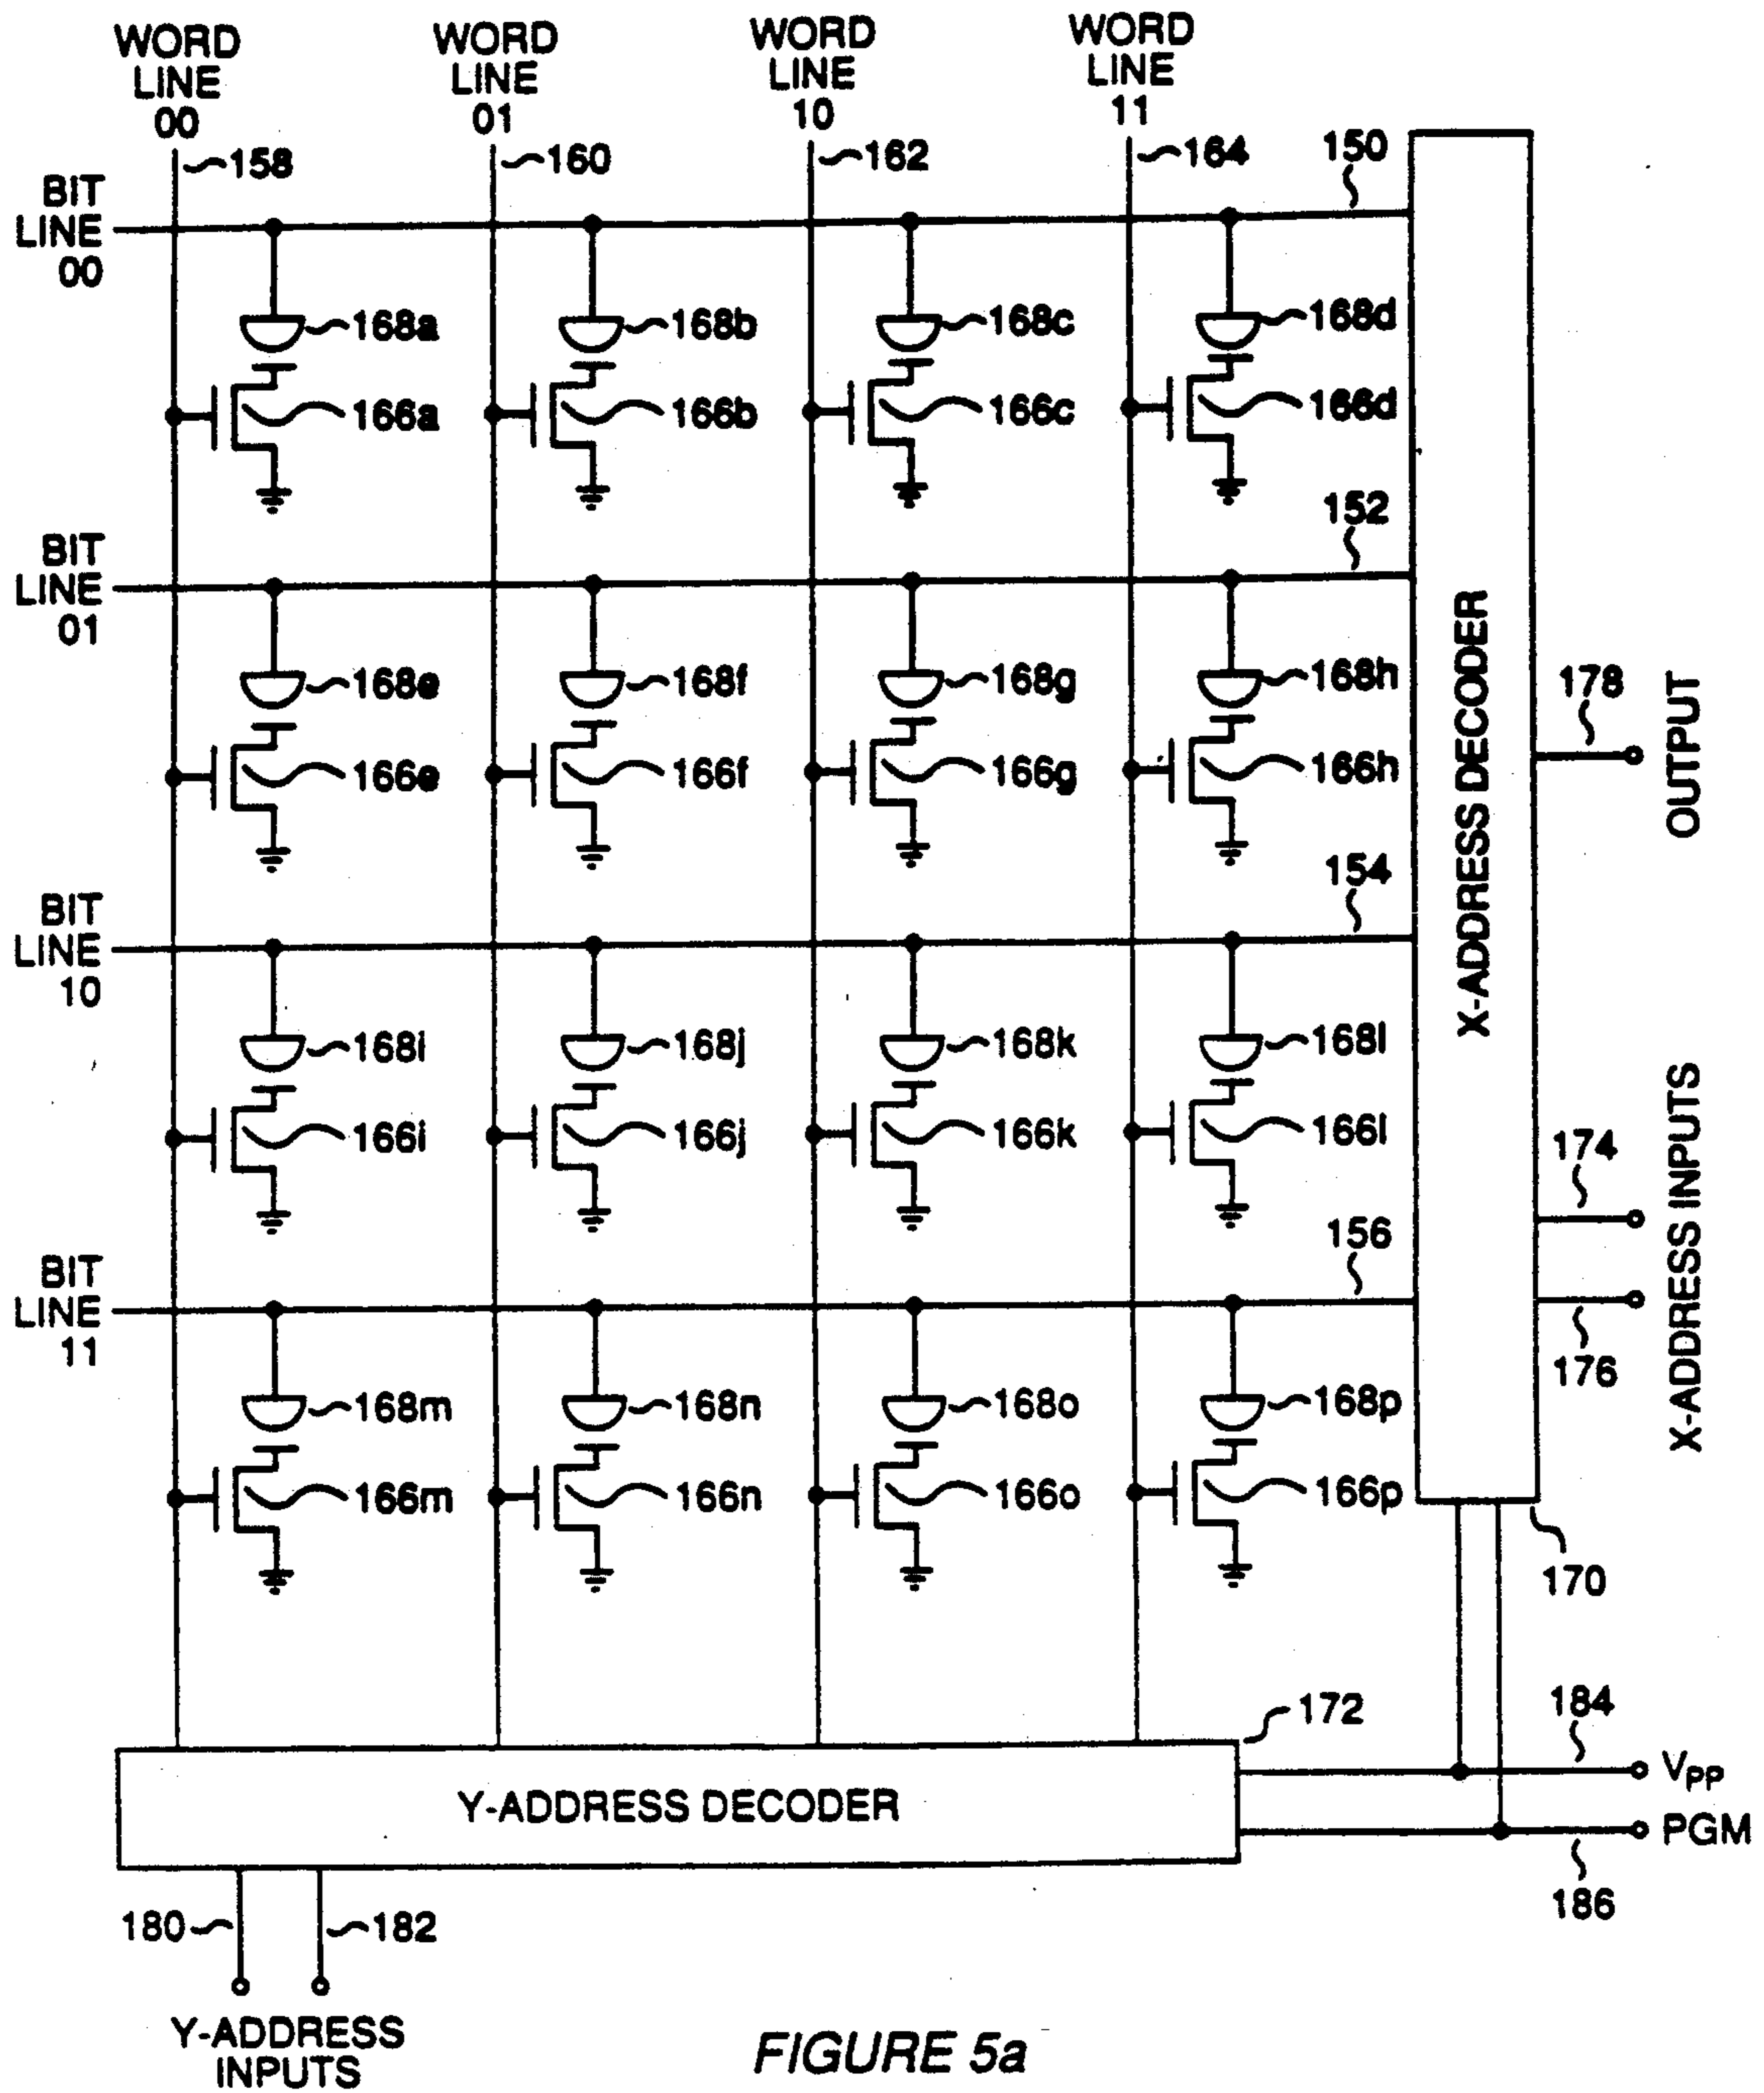 WORD
LINE
00
WORD
LINE
01
WORD
LINE
10
WORD
LINE
11
158
160
162
164
150
BIT
LINE
00
168a
168b
168c
168d
166a
166b
166c
166d
152
BIT
LINE
01
168e
168f
168g
168h
166e
166f
166g
166h
154
BIT
LINE
10
168i
168j
168k
168l
166i
166j
166k
166l
156
BIT
LINE
11
168m
168n
168o
168p
166m
166n
166o
166p
X-ADDRESS DECODER
178
OUTPUT
174
176
X-ADDRESS INPUTS
170
172
184
VPP
Y-ADDRESS DECODER
PGM
186
180
182
Y-ADDRESS
INPUTS
FIGURE 5a